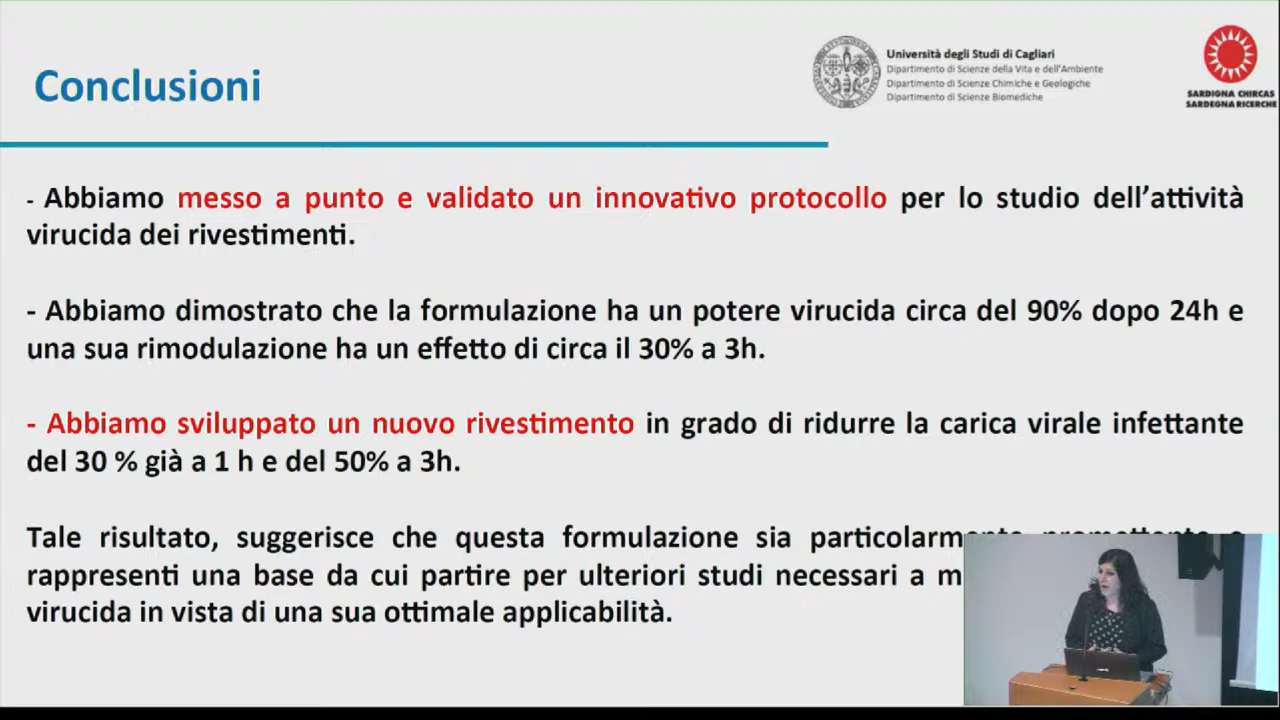 Conclusioni
Università degli Studi di Cagliari
Dipartimento di Scienze della Vita e dell'Ambiente
Dipartimento di Scienze Chimiche e Geologiche
Dipartimento di Scienze Biomediche
SARDIGNA CHIRCAS
SARDEGNA RICERCHE
- Abbiamo messo a punto e validato un innovativo protocollo per lo studio dell'attività
virucida dei rivestimenti.
- Abbiamo dimostrato che la formulazione ha un potere virucida circa del 90% dopo 24h e
una sua rimodulazione ha un effetto di circa il 30% a 3h.
- Abbiamo sviluppato un nuovo rivestimento in grado di ridurre la carica virale infettante
del 30 % già a 1 h e del 50% a 3h.
Tale risultato, suggerisce che questa formulazione sia particolarmente promettente e
rappresenti una base da cui partire per ulteriori studi necessari a
virucida in vista di una sua ottimale applicabilità.